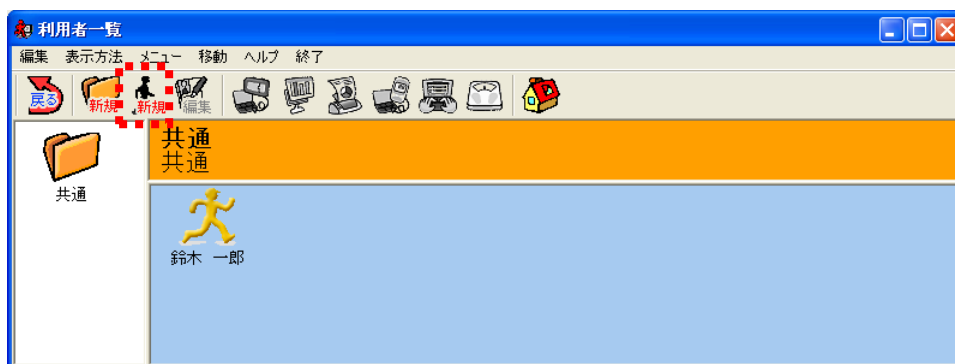 利用者一覧
編集 表示方法 メニュー 移動 ヘルプ 終了
戻る 新規 新規 編集
共通
共通
共通
鈴木 一郎